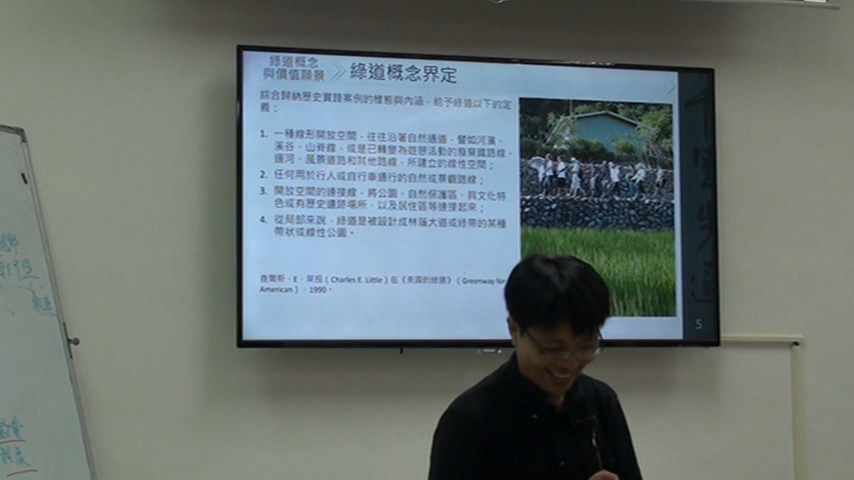 綠道概念
與價值願景
綠道概念界定
綜合歸納歷史實踐案例的樣態與內涵，給予綠道以下的定
義：
1. 一種線形開放空間，往往沿著自然通道，譬如河濱、
溪谷、山脊線，或是已轉變為遊憩活動的廢棄鐵路線、
運河、風景道路和其他路線，所建立的線性空間；
2. 任何用於行人或自行車通行的自然或景觀路線；
3. 開放空間的連接線，將公園、自然保護區、具文化特
色或有歷史遺跡場所，以及居住區等連接起來；
4. 從局部來說，綠道是被設計成林蔭大道或綠帶的某種
帶狀或線性公園。
查爾斯．E．萊投（Charles E. Little）在《美國的綠道》（Greenway for
American），1990。
5